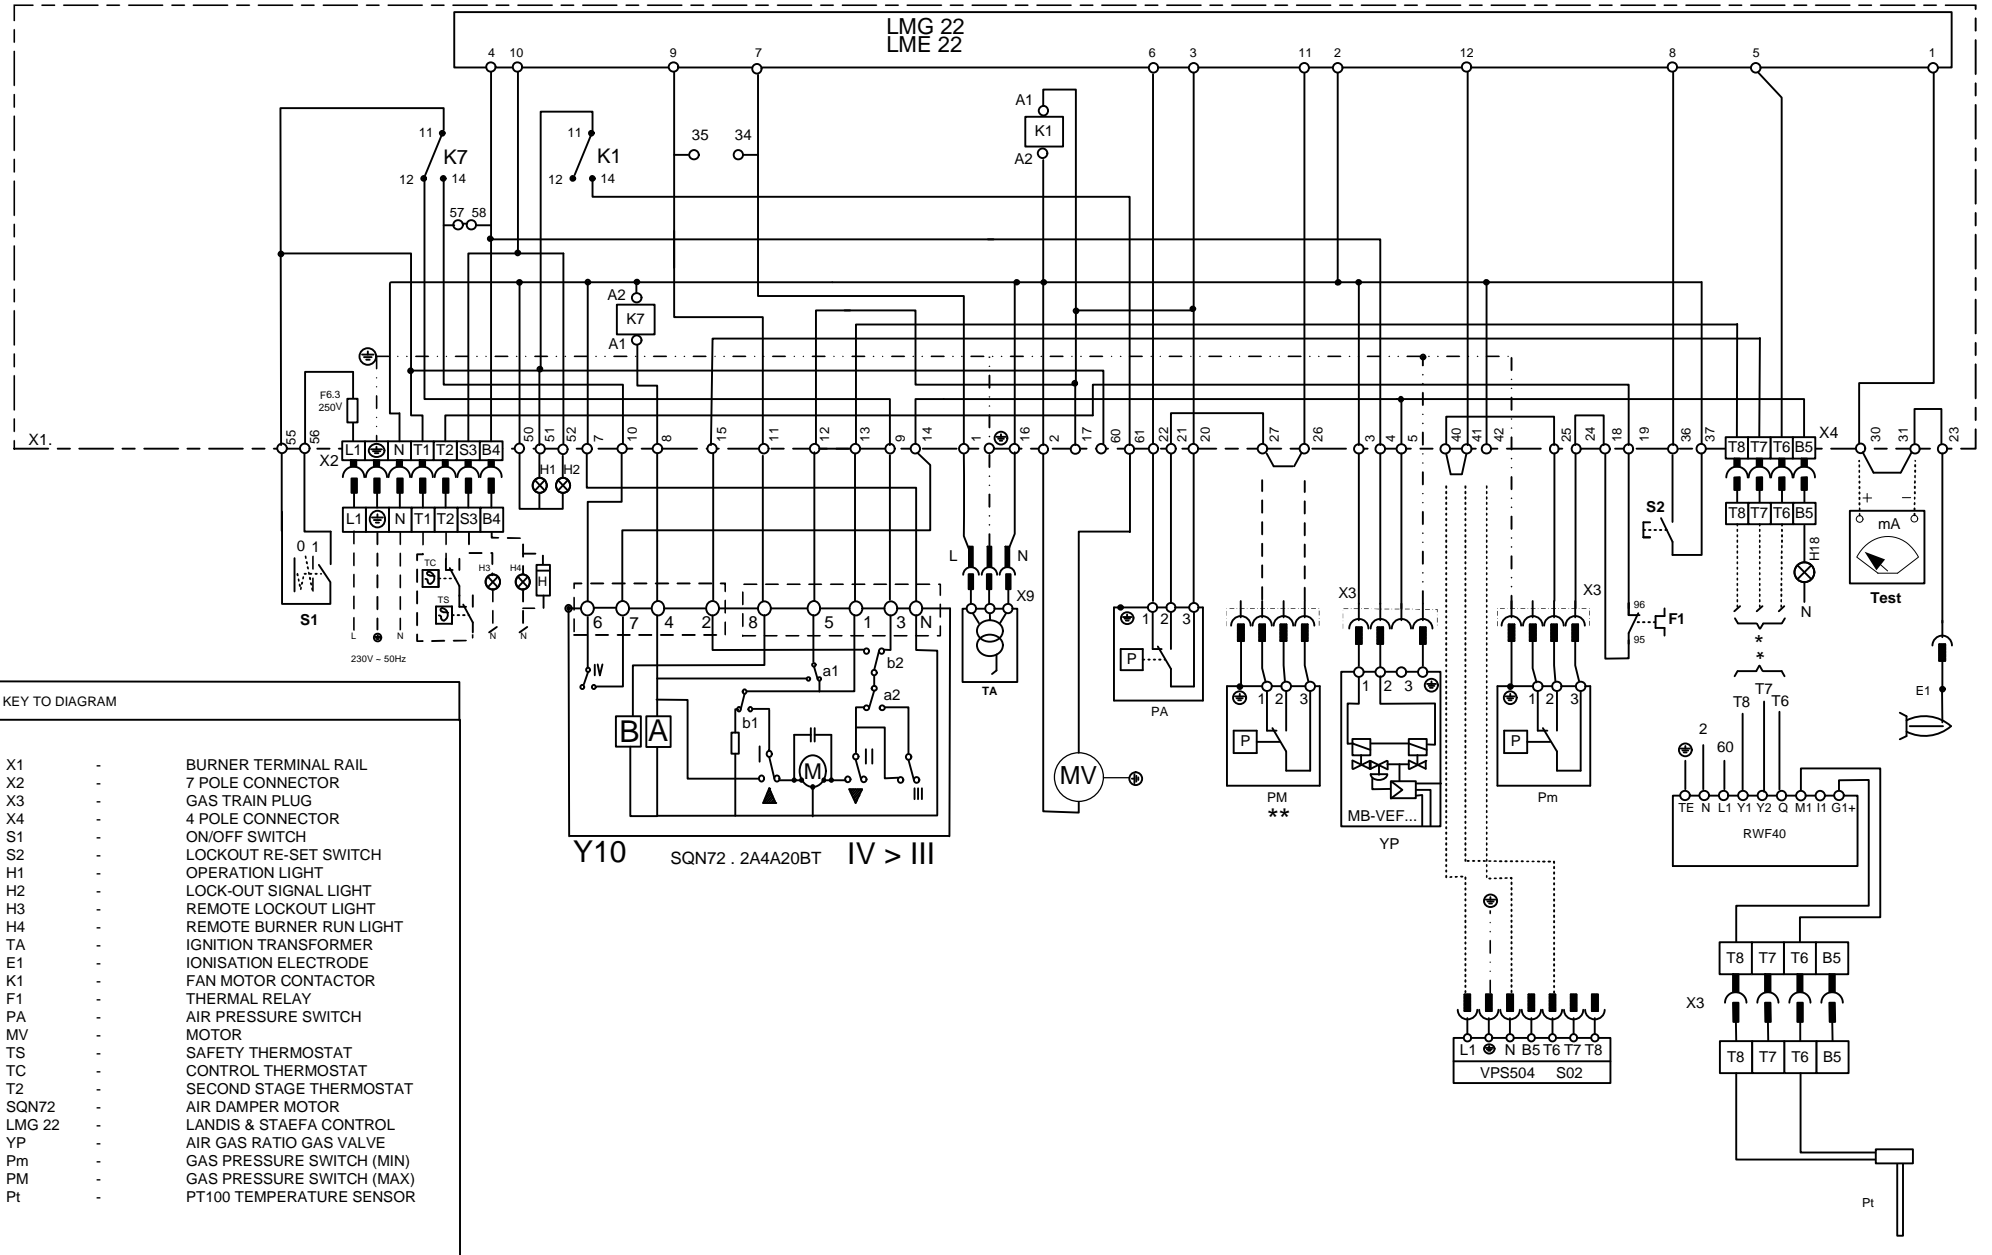 LMG 22
LME 22
4 10 9 7 6 3 11 2 12 8 5 1
A1
K1
A2
11 K7 12 14
11 K1 12 14
35 34
57 58
A2
K7
A1
F6.3
250V
X1.
55 56 50 51 52 7 10 8 15 11 12 13 9 14 1 16 2 17 60 61 22 21 20 27 26 3 4 5 40 41 42 25 24 18 19 36 37 30 31 23
X2
L1 N T1 T2 S3 B4
H1 H2
L1 N T1 T2 S3 B4
T8 T7 T6 B5
X4
T8 T7 T6 B5
0 1
S1
TC
TS
H3 H4
H
L N N N
230V ~ 50Hz
S2
+ −
mA
Test
H18
N
L N
X9
TA
6 7 4 2 8 5 1 3 N
IV
a1
b2
a2
b1
B A
I
M
II
III
Y10 SQN72 . 2A4A20BT IV > III
MV
1 2 3
P
PA
1 2 3
P
PM
**
X3
1 2 3
MB-VEF...
YP
X3
1 2 3
P
Pm
96
F1
95
*
*
T8 T7 T6
2
60
TE N L1 Y1 Y2 Q M1 I1 G1+
RWF40
E1
L1 N B5 T6 T7 T8
VPS504 S02
T8 T7 T6 B5
X3
T8 T7 T6 B5
Pt
KEY TO DIAGRAM
X1 - BURNER TERMINAL RAIL
X2 - 7 POLE CONNECTOR
X3 - GAS TRAIN PLUG
X4 - 4 POLE CONNECTOR
S1 - ON/OFF SWITCH
S2 - LOCKOUT RE-SET SWITCH
H1 - OPERATION LIGHT
H2 - LOCK-OUT SIGNAL LIGHT
H3 - REMOTE LOCKOUT LIGHT
H4 - REMOTE BURNER RUN LIGHT
TA - IGNITION TRANSFORMER
E1 - IONISATION ELECTRODE
K1 - FAN MOTOR CONTACTOR
F1 - THERMAL RELAY
PA - AIR PRESSURE SWITCH
MV - MOTOR
TS - SAFETY THERMOSTAT
TC - CONTROL THERMOSTAT
T2 - SECOND STAGE THERMOSTAT
SQN72 - AIR DAMPER MOTOR
LMG 22 - LANDIS & STAEFA CONTROL
YP - AIR GAS RATIO GAS VALVE
Pm - GAS PRESSURE SWITCH (MIN)
PM - GAS PRESSURE SWITCH (MAX)
Pt - PT100 TEMPERATURE SENSOR